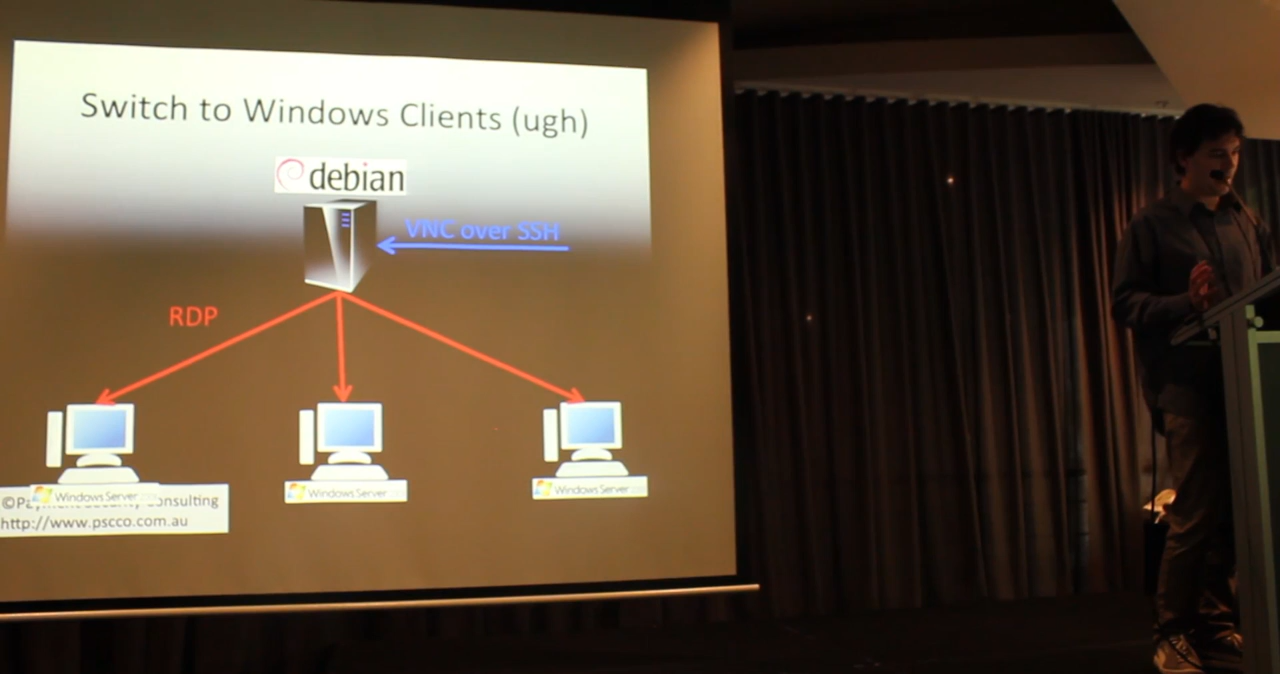 Switch to Windows Clients (ugh)
debian
VNC over SSH
RDP
Windows Server
Windows Server
Windows Server
Consulting
http://www.pscco.com.au